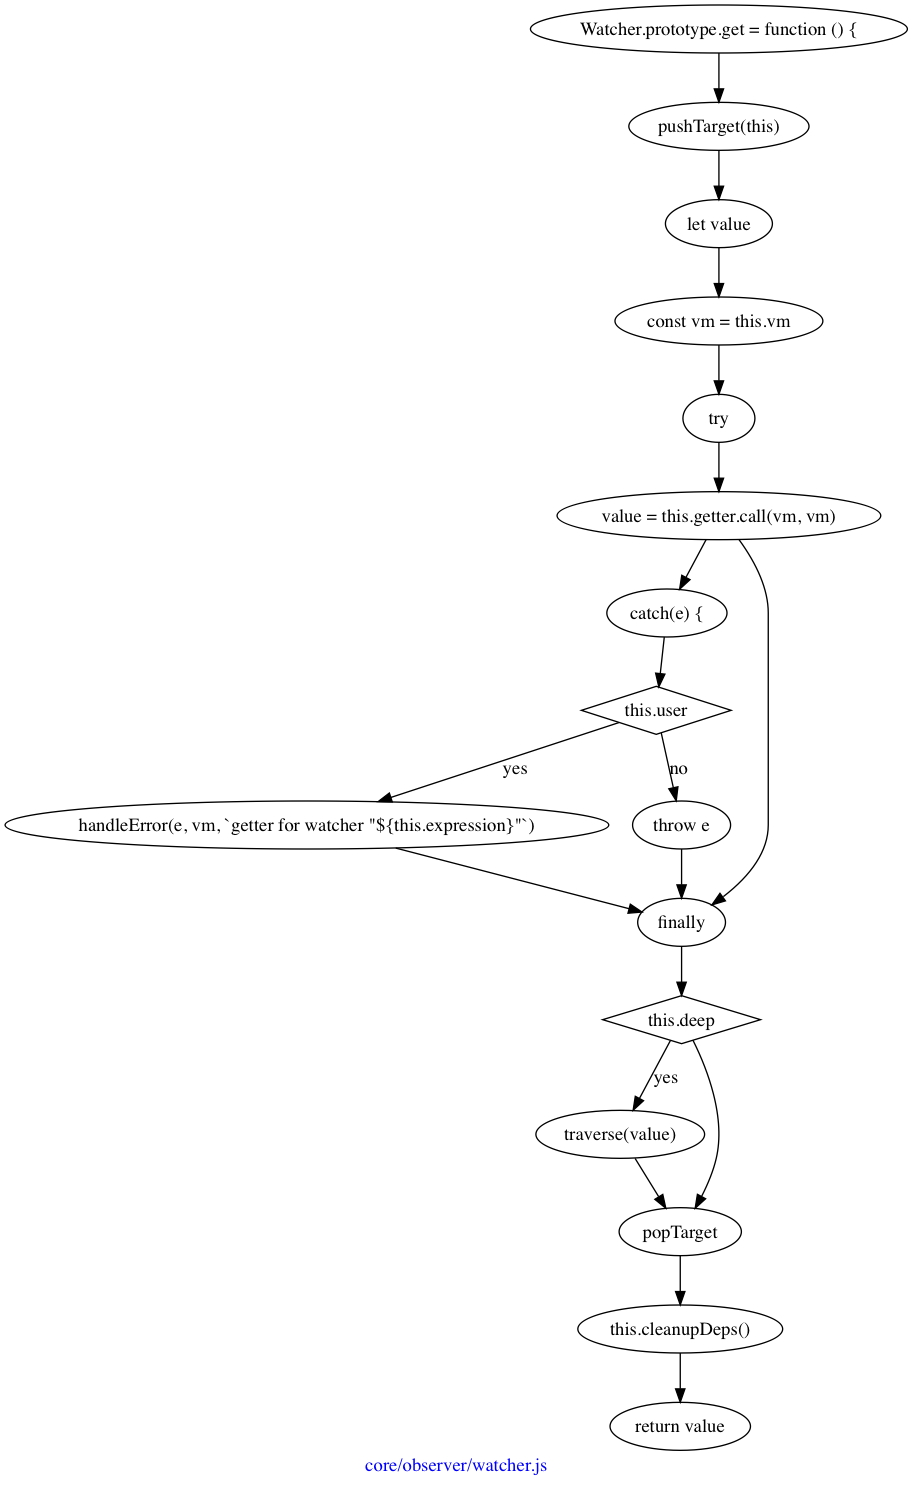 Watcher.prototype.get = function () {
pushTarget(this)
let value
const vm = this.vm
try
value = this.getter.call(vm, vm)
catch(e) {
this.user
yes
no
handleError(e, vm, `getter for watcher "${this.expression}"`)
throw e
finally
this.deep
yes
traverse(value)
popTarget
this.cleanupDeps()
return value
core/observer/watcher.js